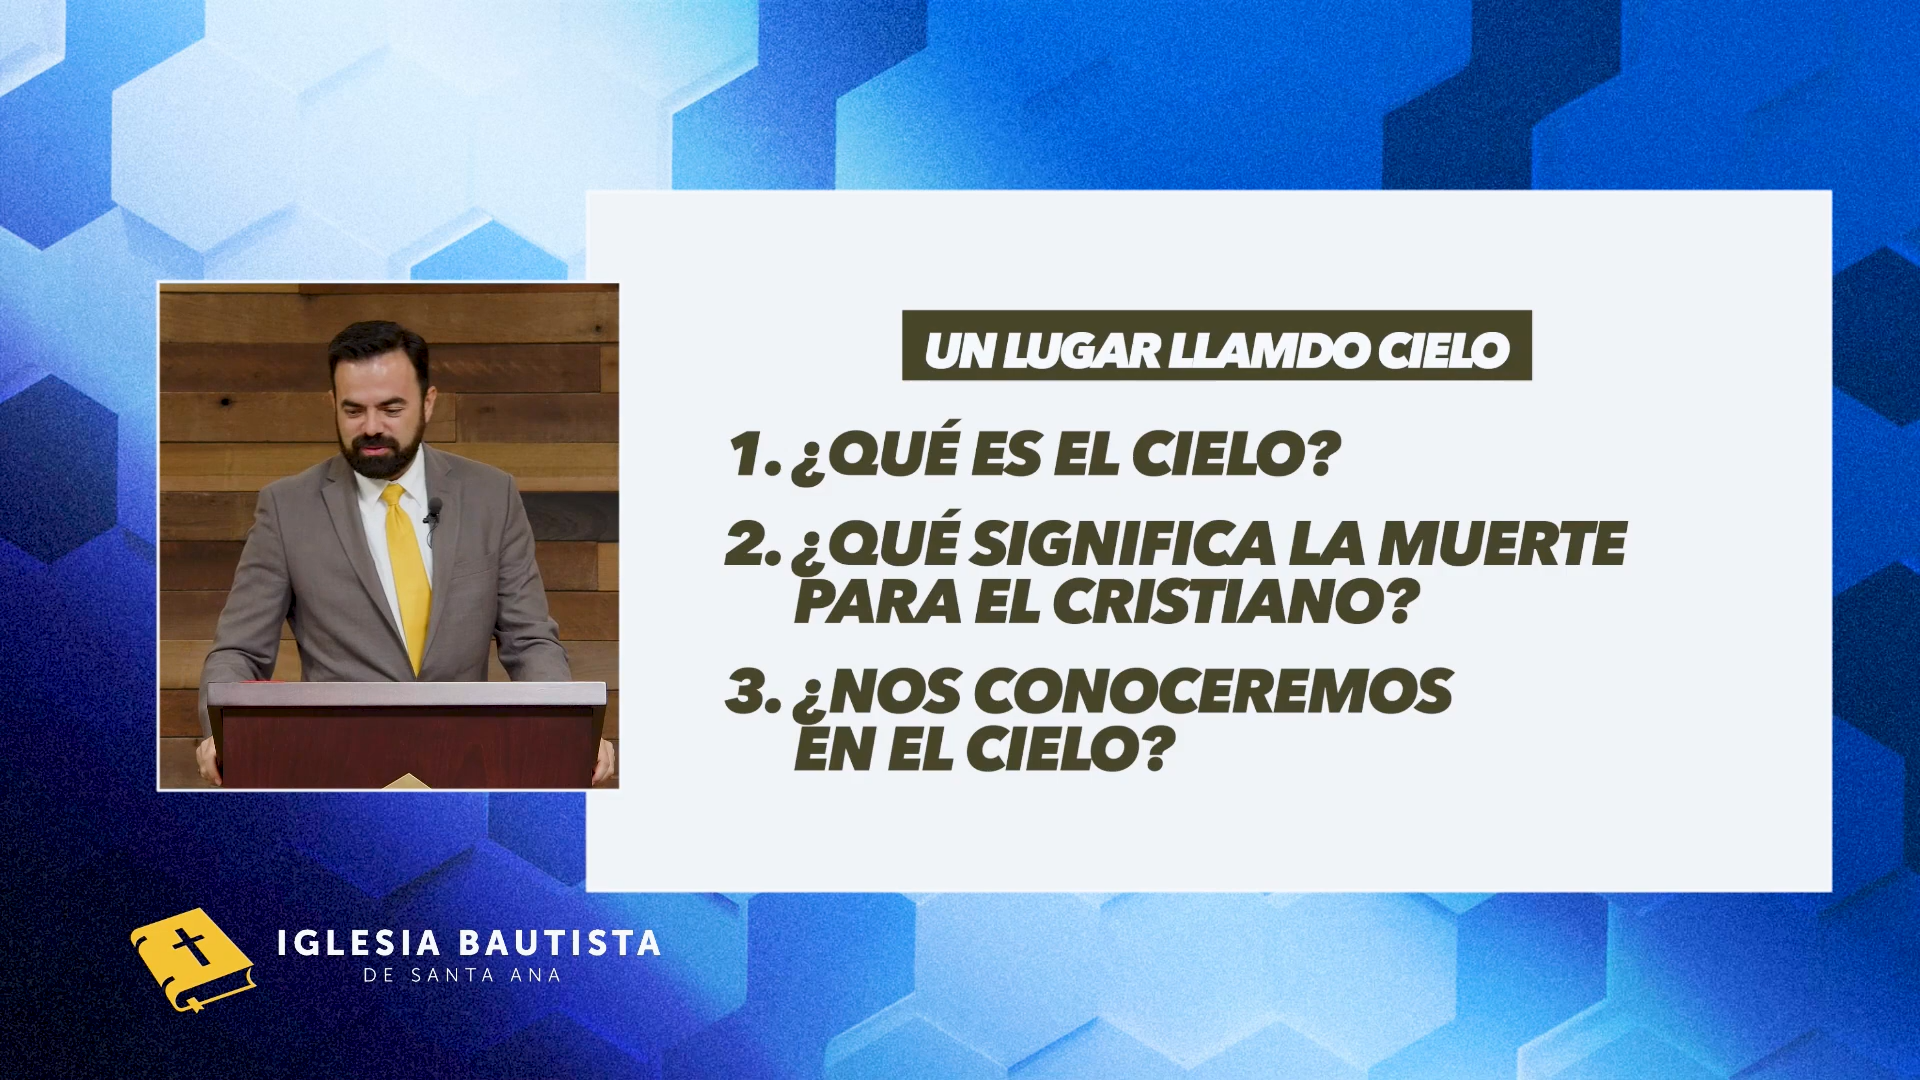 UN LUGAR LLAMDO CIELO
1. ¿QUÉ ES EL CIELO?
2. ¿QUÉ SIGNIFICA LA MUERTE
PARA EL CRISTIANO?
3. ¿NOS CONOCEREMOS
EN EL CIELO?
IGLESIA BAUTISTA
DE SANTA ANA